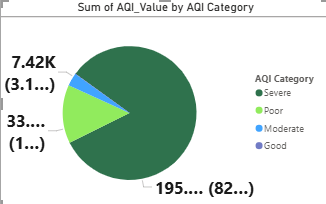 Sum of AQI_Value by AQI Category
7.42K
(3.1...)
33....
(1...)
195.... (82...)
AQI Category
Severe
Poor
Moderate
Good